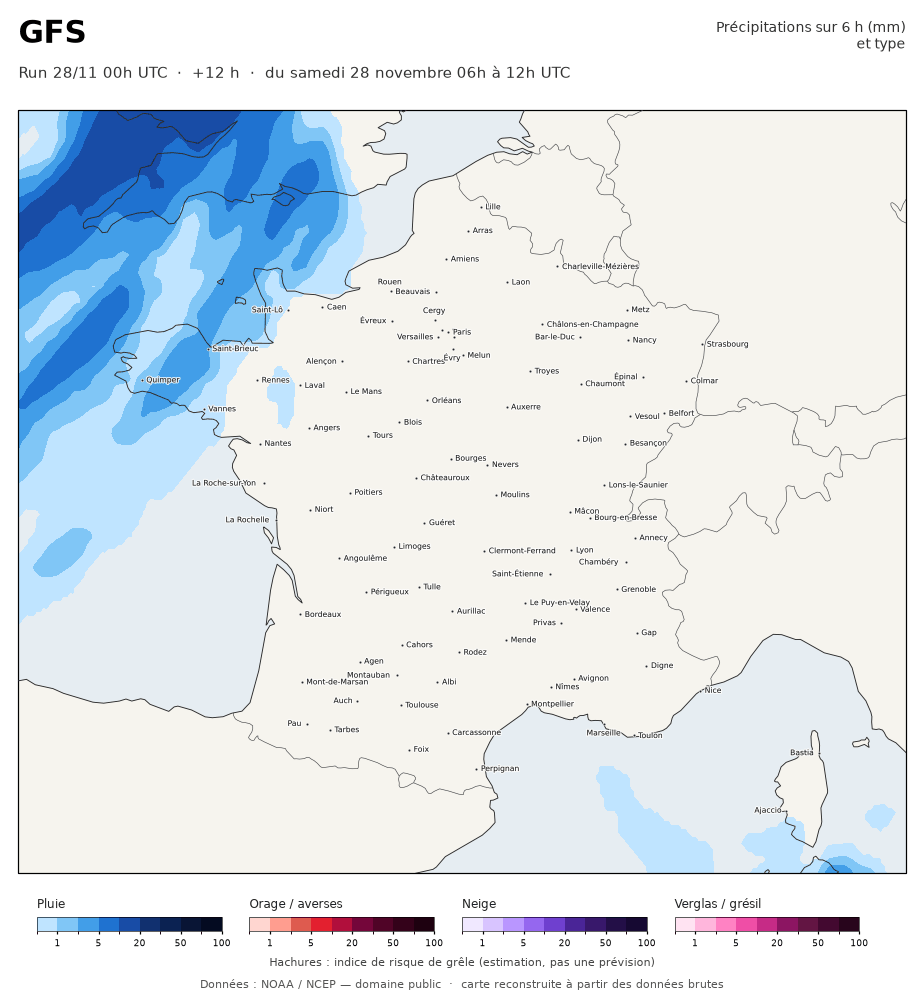 GFS
Précipitations sur 6 h (mm)
et type
Run 28/11 00h UTC · +12 h · du samedi 28 novembre 06h à 12h UTC
Lille
Arras
Amiens
Charleville-Mézières
Rouen
Beauvais
Laon
Saint-Lô
Caen
Cergy
Metz
Évreux
Châlons-en-Champagne
Versailles
Paris
Bar-le-Duc
Nancy
Strasbourg
Saint-Brieuc
Alençon
Chartres
Évry
Melun
Quimper
Rennes
Laval
Le Mans
Troyes
Chaumont
Épinal
Colmar
Vannes
Orléans
Auxerre
Vesoul
Belfort
Nantes
Angers
Tours
Blois
Dijon
Besançon
Bourges
Nevers
La Roche-sur-Yon
Châteauroux
Lons-le-Saunier
Poitiers
Moulins
Niort
La Rochelle
Guéret
Mâcon
Bourg-en-Bresse
Annecy
Angoulême
Limoges
Clermont-Ferrand
Lyon
Chambéry
Saint-Étienne
Périgueux
Tulle
Grenoble
Bordeaux
Aurillac
Le Puy-en-Velay
Valence
Privas
Gap
Cahors
Mende
Rodez
Agen
Digne
Montauban
Mont-de-Marsan
Albi
Avignon
Nîmes
Nice
Auch
Toulouse
Montpellier
Pau
Tarbes
Carcassonne
Marseille
Toulon
Foix
Bastia
Perpignan
Ajaccio
Pluie
Orage / averses
Neige
Verglas / grésil
1 5 20 50 100
1 5 20 50 100
1 5 20 50 100
1 5 20 50 100
Hachures : indice de risque de grêle (estimation, pas une prévision)
Données : NOAA / NCEP — domaine public · carte reconstruite à partir des données brutes